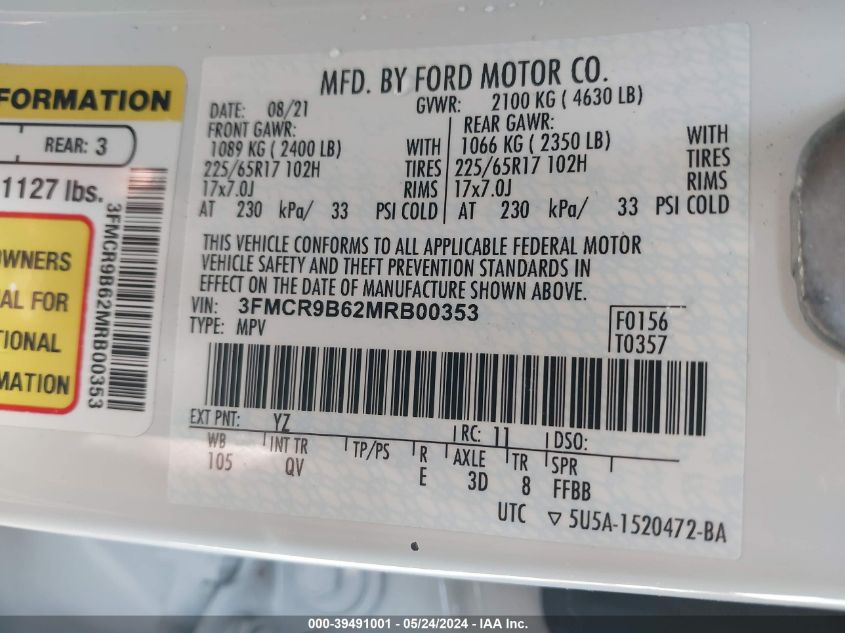 FORMATION
REAR: 3
1127 lbs.
OWNERS
AL FOR
TIONAL
MATION
3FMCR9B62MRB00353
MFD. BY FORD MOTOR CO.
DATE: 08/21 GVWR: 2100 KG ( 4630 LB)
FRONT GAWR: REAR GAWR:
1089 KG ( 2400 LB) WITH 1066 KG ( 2350 LB) WITH
225/65R17 102H TIRES 225/65R17 102H TIRES
17x7.0J RIMS 17x7.0J RIMS
AT 230 kPa/ 33 PSI COLD AT 230 kPa/ 33 PSI COLD
THIS VEHICLE CONFORMS TO ALL APPLICABLE FEDERAL MOTOR
VEHICLE SAFETY AND THEFT PREVENTION STANDARDS IN
EFFECT ON THE DATE OF MANUFACTURE SHOWN ABOVE.
VIN: 3FMCR9B62MRB00353
TYPE: MPV
F0156
T0357
EXT PNT: YZ RC: 11 DSO:
WB INT TR TP/PS R AXLE TR SPR
105 QV E 3D 8 FFBB
UTC ▽ 5U5A-1520472-BA
000-39491001 - 05/24/2024 - IAA Inc.